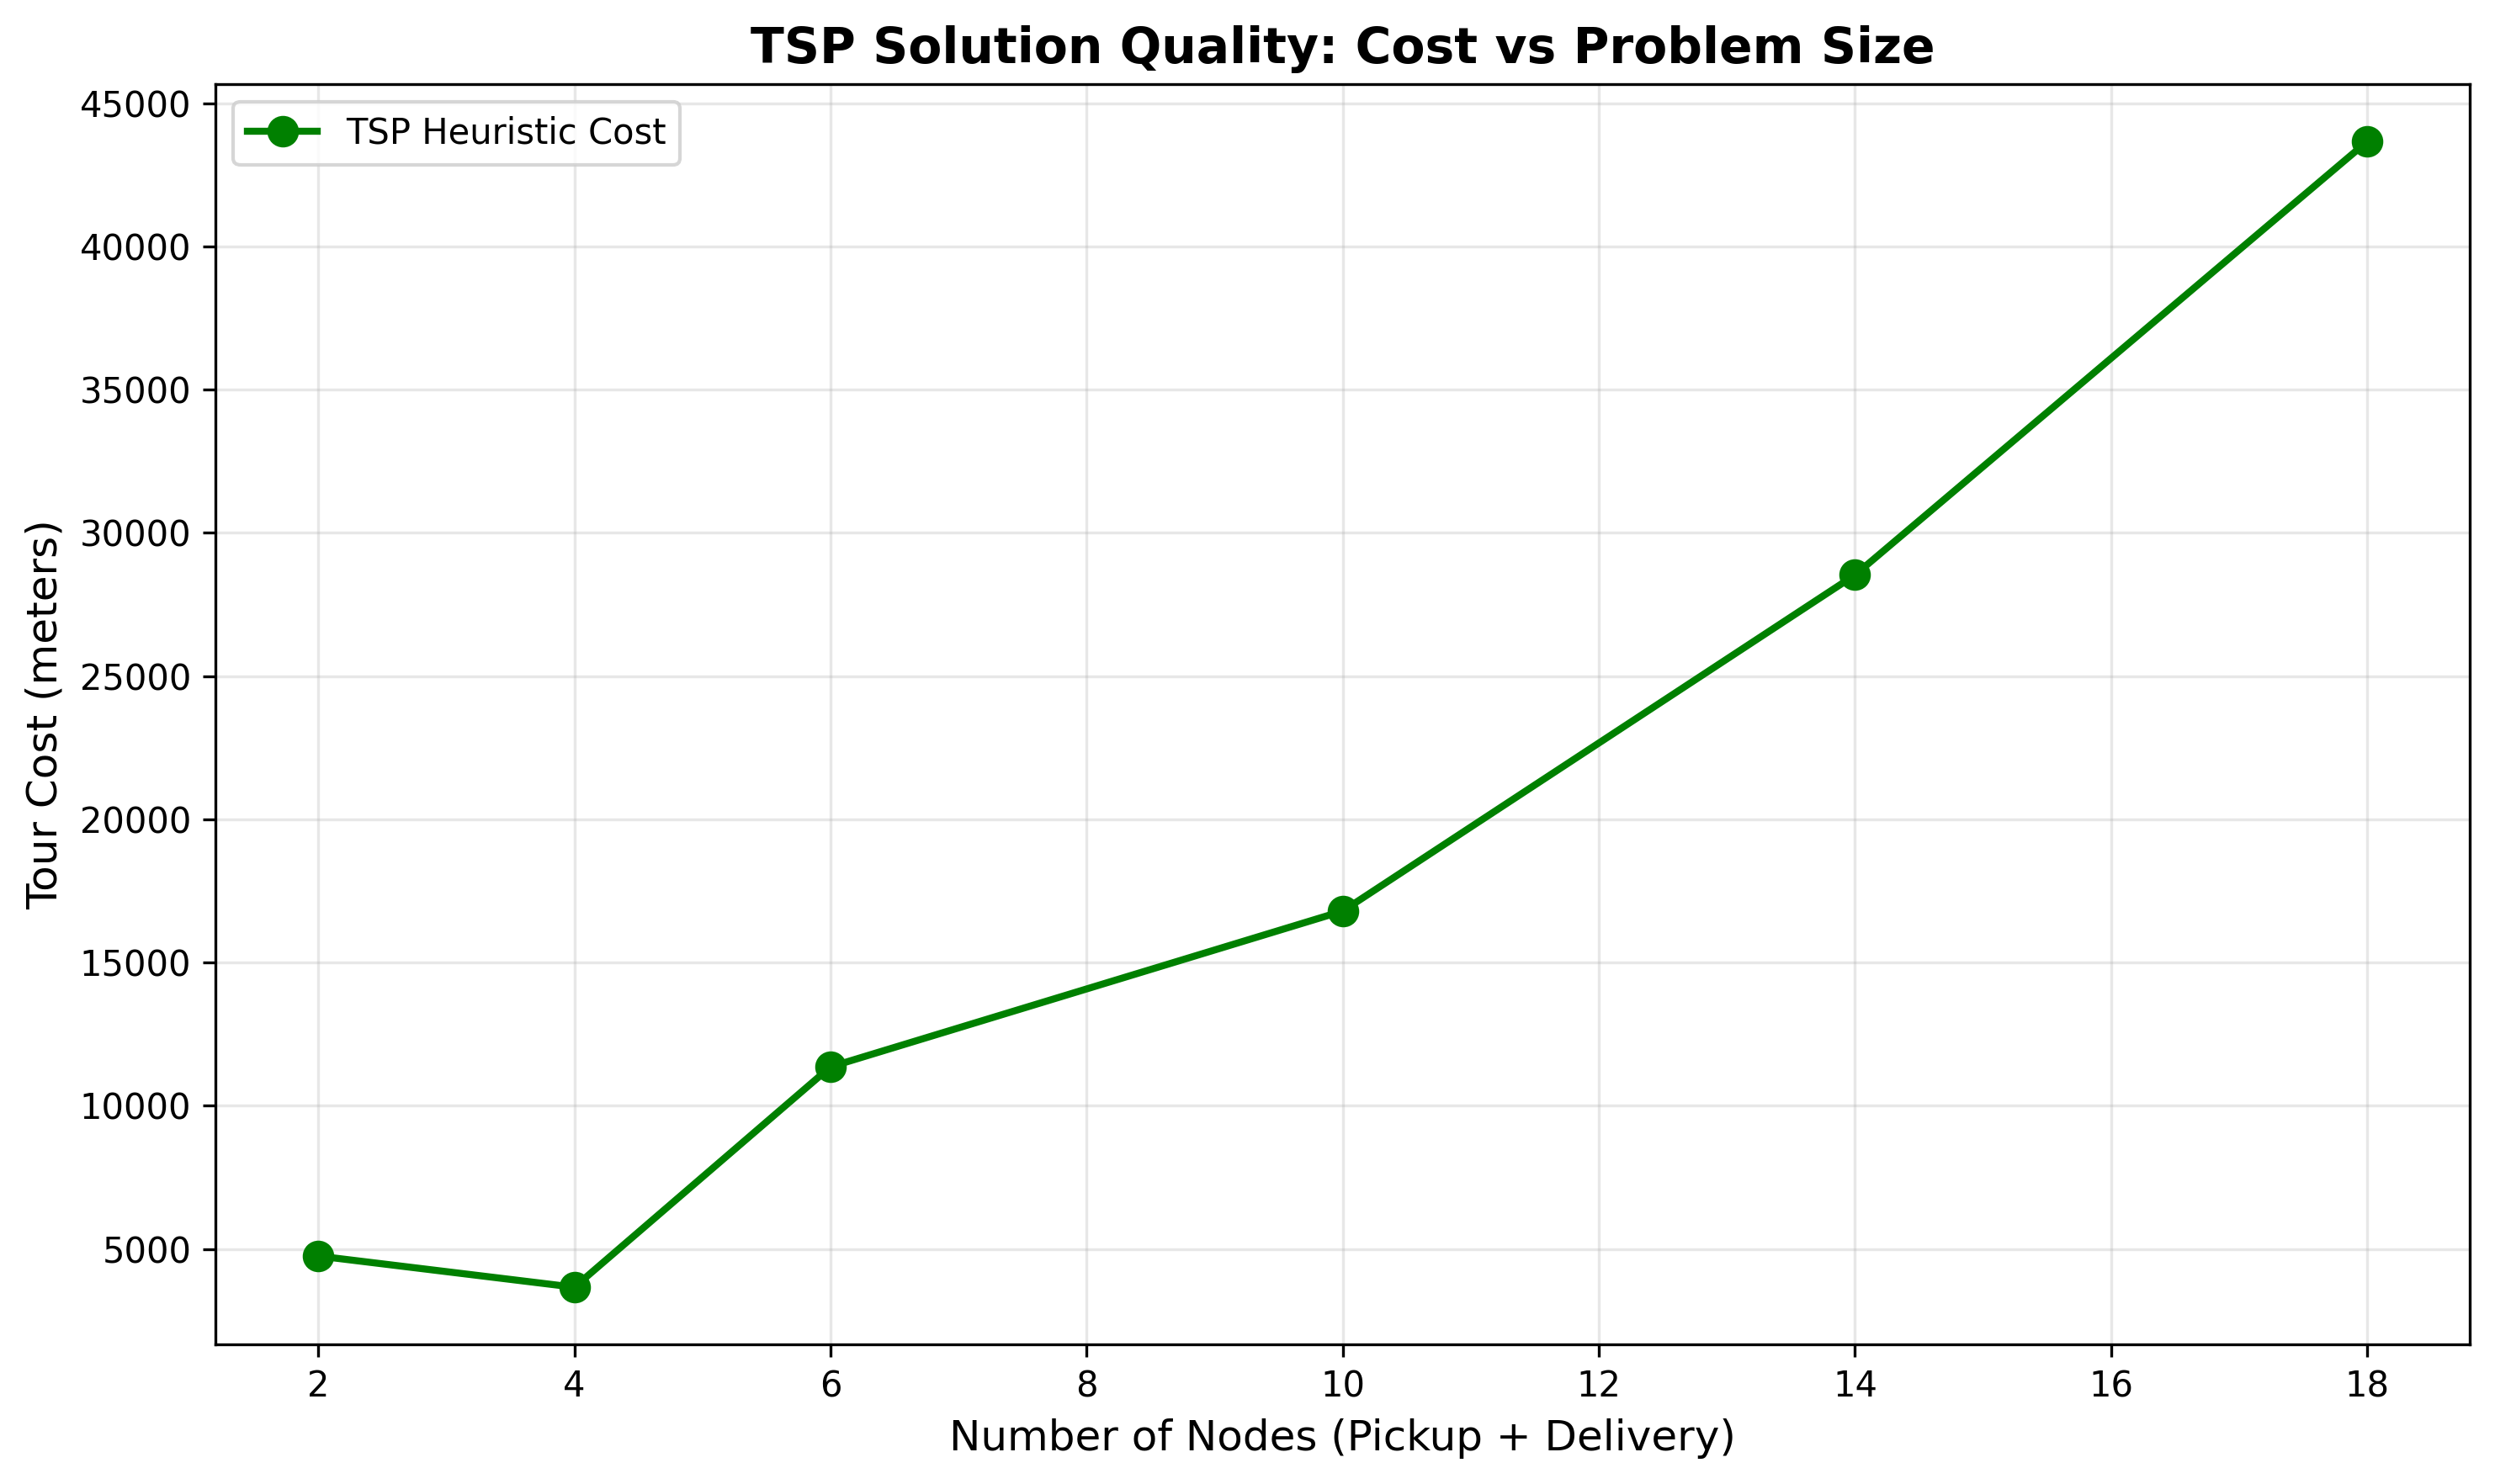 TSP Solution Quality: Cost vs Problem Size
TSP Heuristic Cost
Tour Cost (meters)
45000
40000
35000
30000
25000
20000
15000
10000
5000
2 4 6 8 10 12 14 16 18
Number of Nodes (Pickup + Delivery)